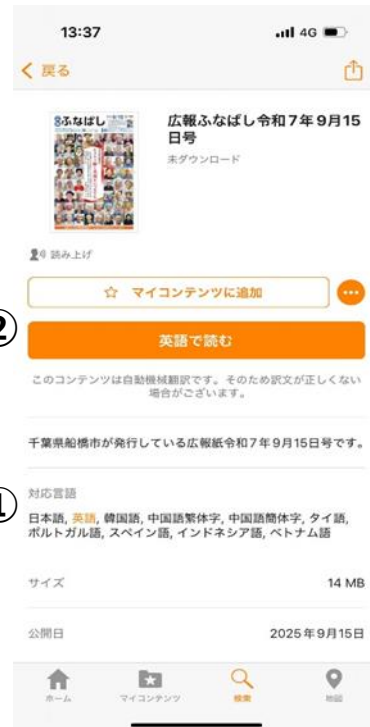 13:37
4G
戻る
ふなばし
広報ふなばし令和7年9月15
日号
未ダウンロード
読み上げ
☆ マイコンテンツに追加
②
英語で読む
このコンテンツは自動機械翻訳です。そのため訳文が正しくない
場合がございます。
千葉県船橋市が発行している広報紙令和7年9月15日号です。
対応言語
①
日本語, 英語, 韓国語, 中国語繁体字, 中国語簡体字, タイ語,
ポルトガル語, スペイン語, インドネシア語, ベトナム語
サイズ
14 MB
公開日
2025年9月15日
ホーム
マイコンテンツ
検索
地図